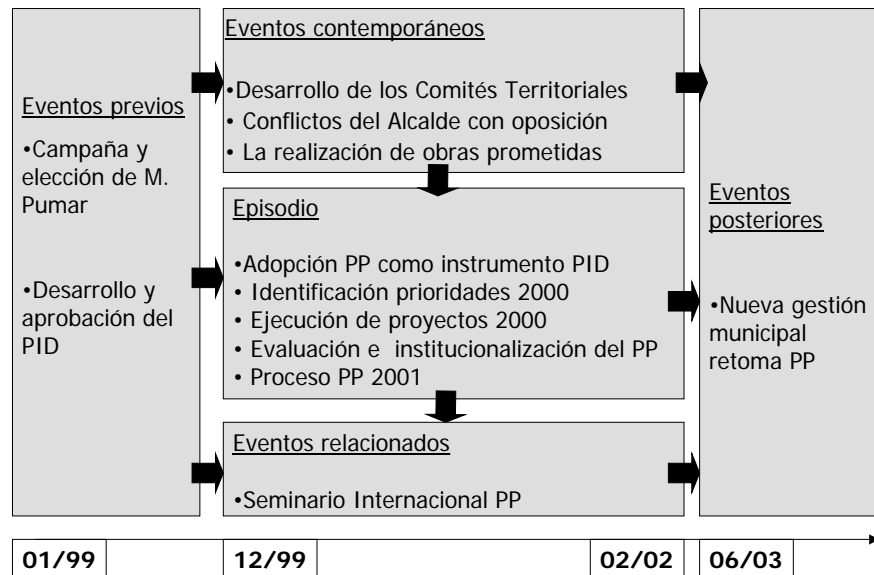 Eventos previos
•Campaña y
elección de M.
Pumar
•Desarrollo y
aprobación del
PID
Eventos contemporáneos
•Desarrollo de los Comités Territoriales
• Conflictos del Alcalde con oposición
• La realización de obras prometidas
Episodio
•Adopción PP como instrumento PID
• Identificación prioridades 2000
• Ejecución de proyectos 2000
• Evaluación e institucionalización del PP
• Proceso PP 2001
Eventos relacionados
•Seminario Internacional PP
Eventos
posteriores
•Nueva gestión
municipal
retoma PP
01/99
12/99
02/02
06/03